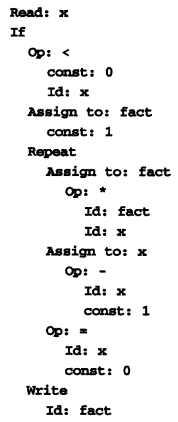 Read: x
If
Op: <
const: 0
Id: x
Assign to: fact
const: 1
Repeat
Assign to: fact
Op: *
Id: fact
Id: x
Assign to: x
Op: -
Id: x
const: 1
Op: =
Id: x
const: 0
Write
Id: fact